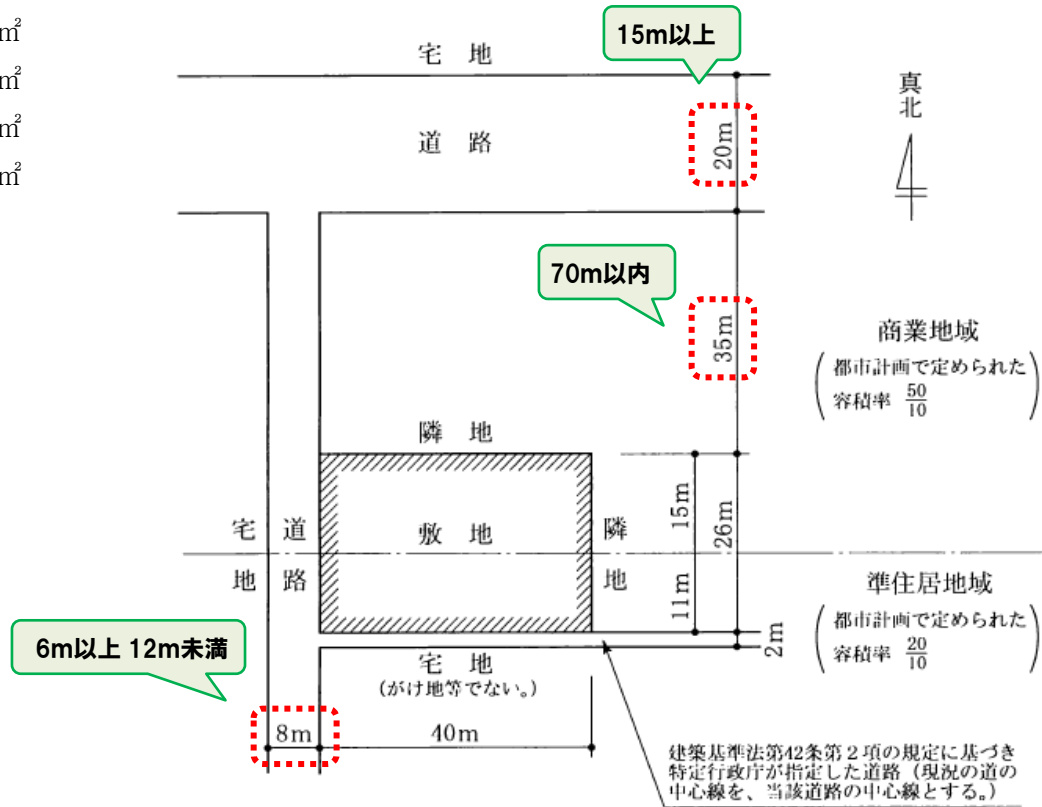 ㎡
㎡
㎡
㎡
15m以上
宅地
道路
20m
真北
70m以内
35m
商業地域
都市計画で定められた
容積率 50/10
隣地
15m
26m
宅地
道路
敷地
隣地
11m
準住居地域
都市計画で定められた
容積率 20/10
2m
6m以上 12m未満
宅地
(がけ地等でない。)
8m
40m
建築基準法第42条第2項の規定に基づき
特定行政庁が指定した道路(現況の道の
中心線を、当該道路の中心線とする。)